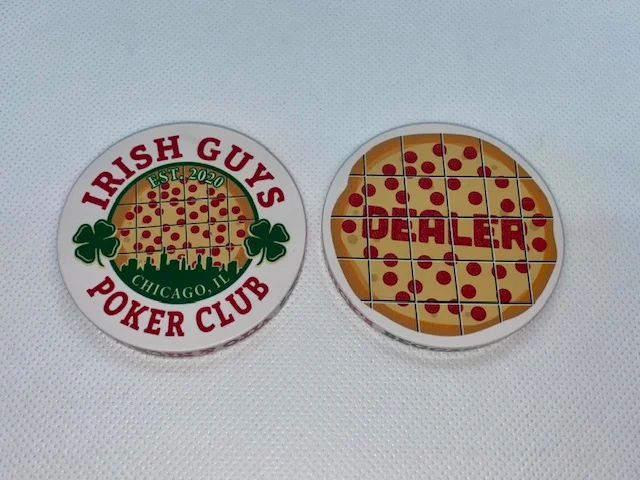 IRISH GUYS
EST. 2020
CHICAGO, IL
POKER CLUB
DEALER